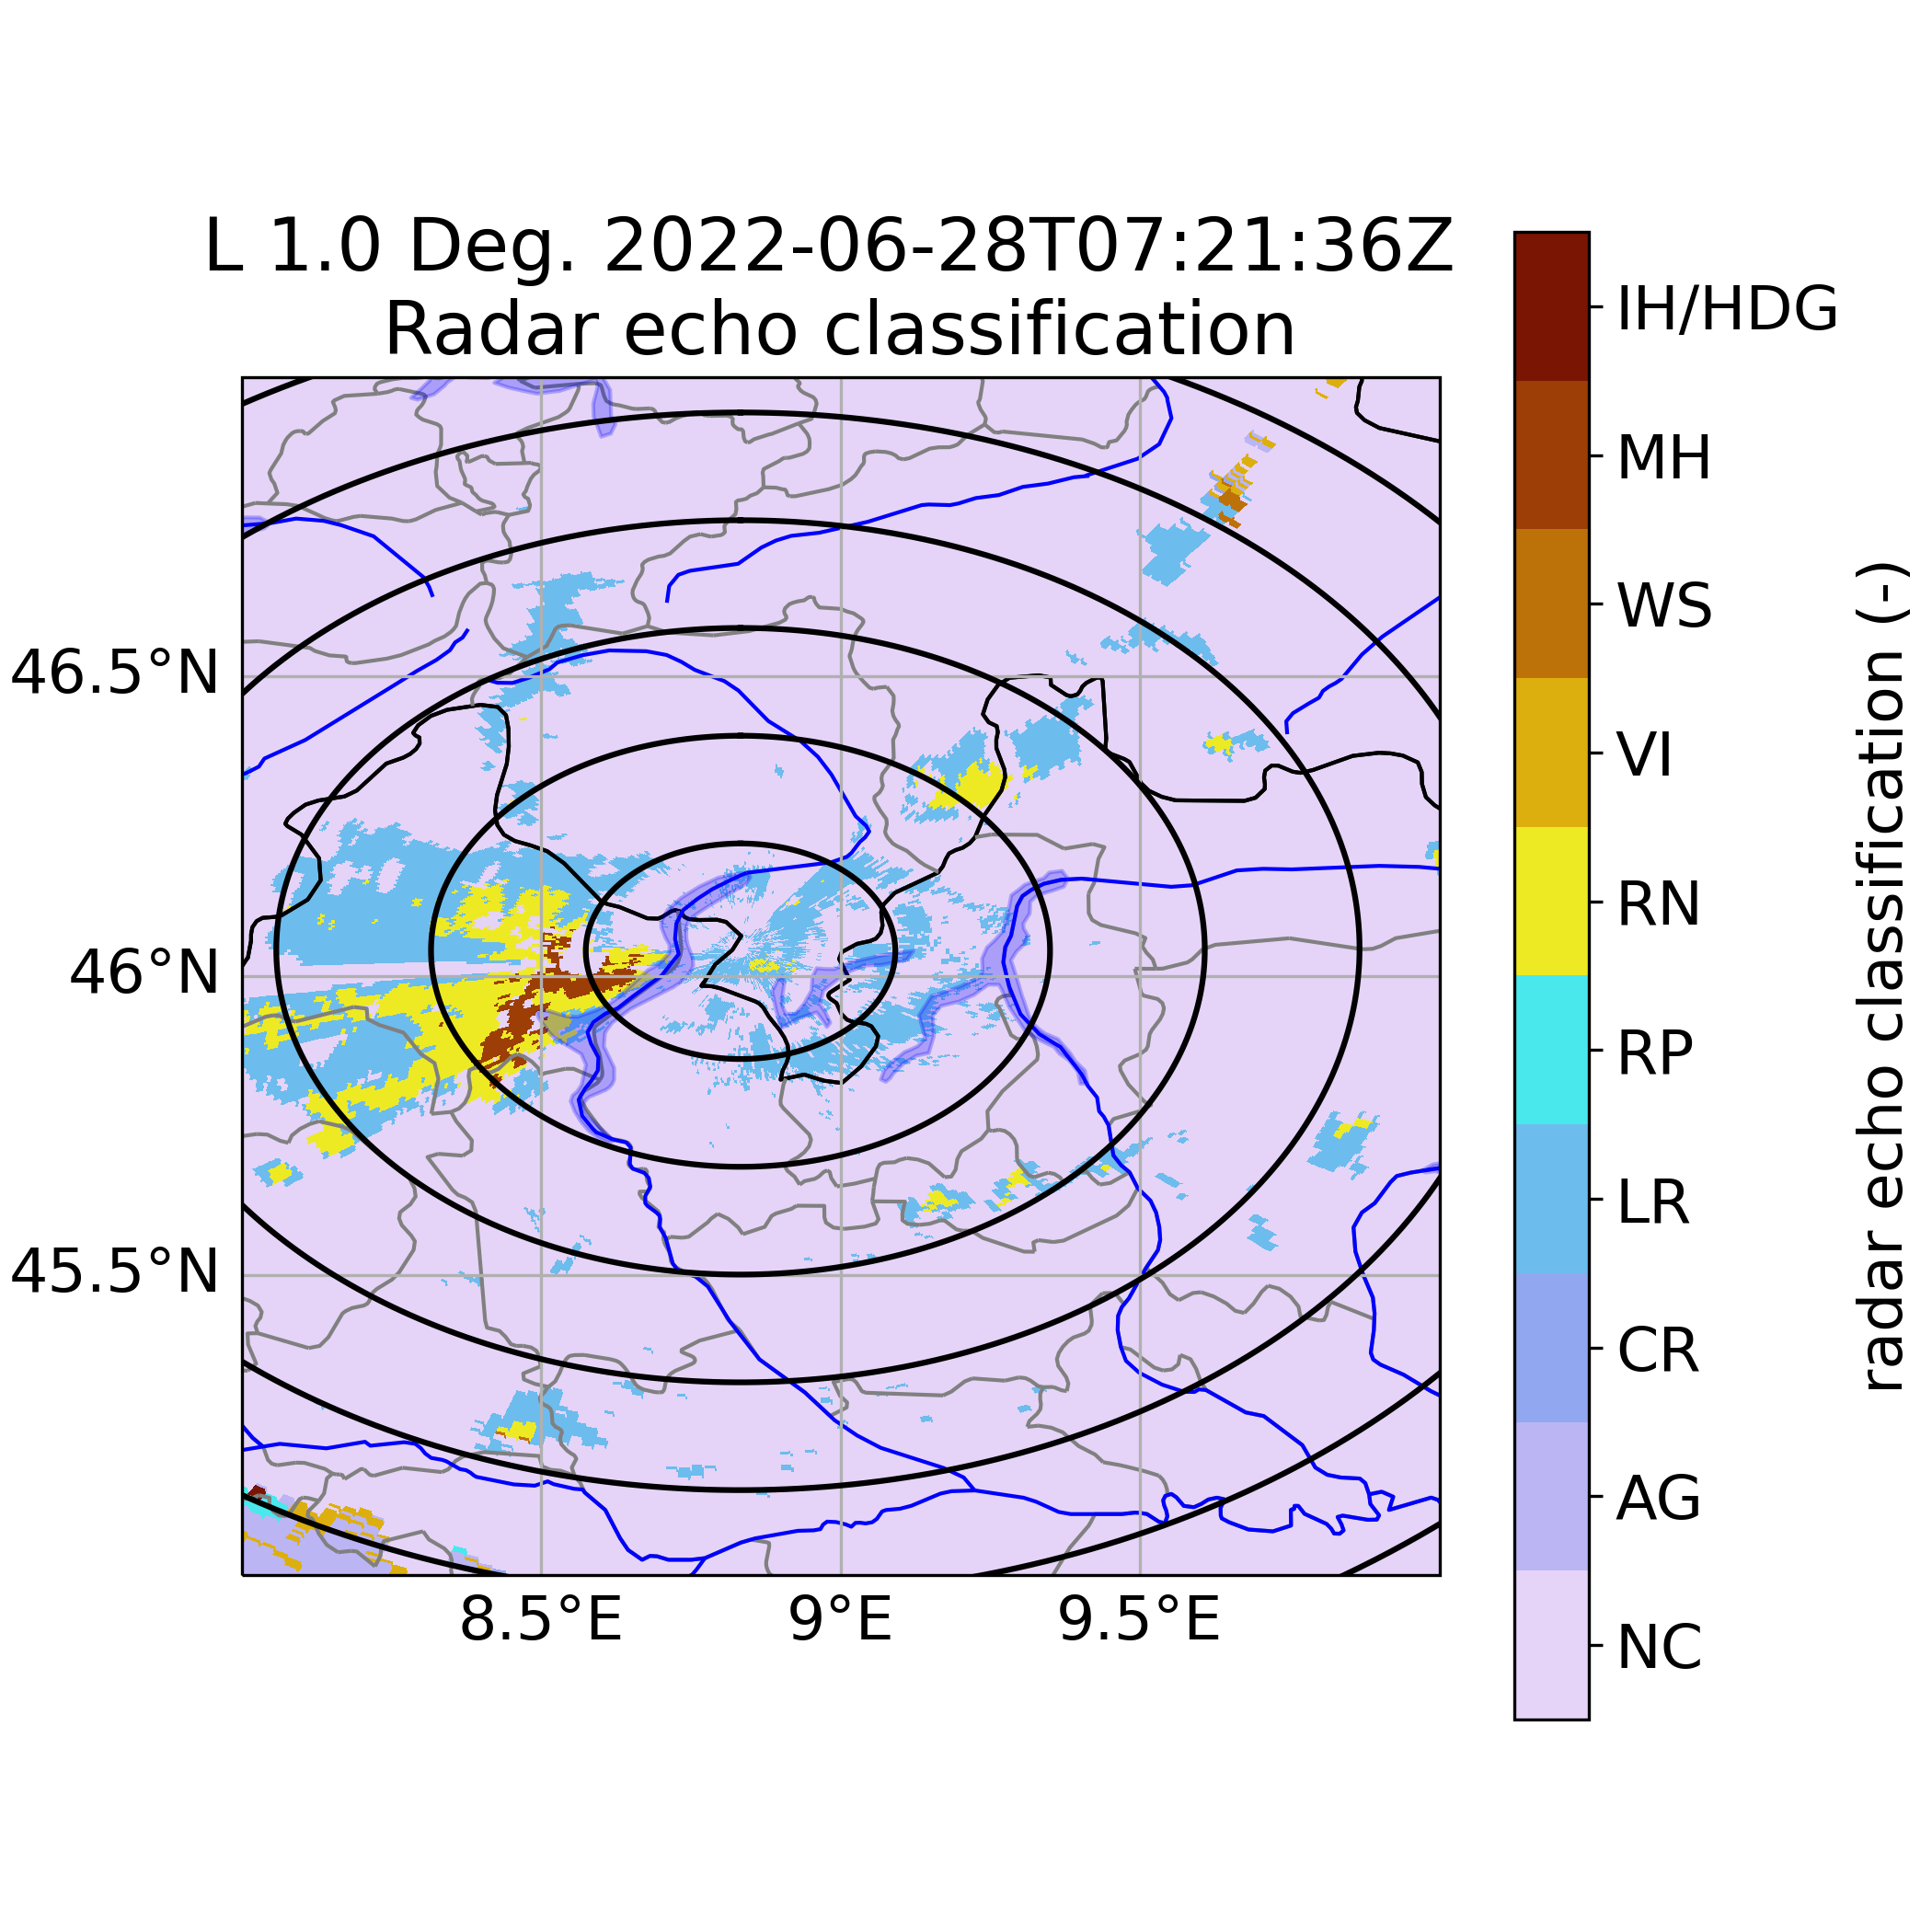 L 1.0 Deg. 2022-06-28T07:21:36Z
Radar echo classification
46.5°N
46°N
45.5°N
8.5°E
9°E
9.5°E
IH/HDG
MH
WS
VI
RN
RP
LR
CR
AG
NC
radar echo classification (-)